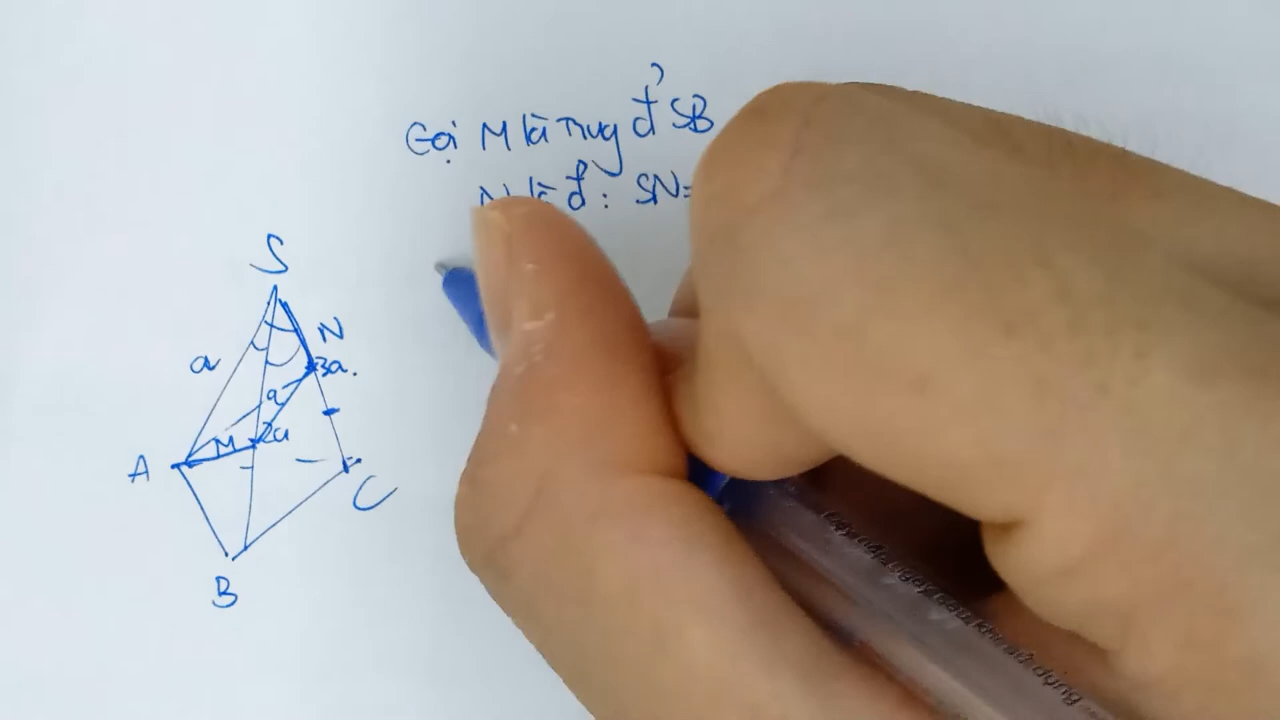 Gọi M là Trung đ' SB
N là đ': SN=
S
N
a
3a.
a
M
2a
A
C
B